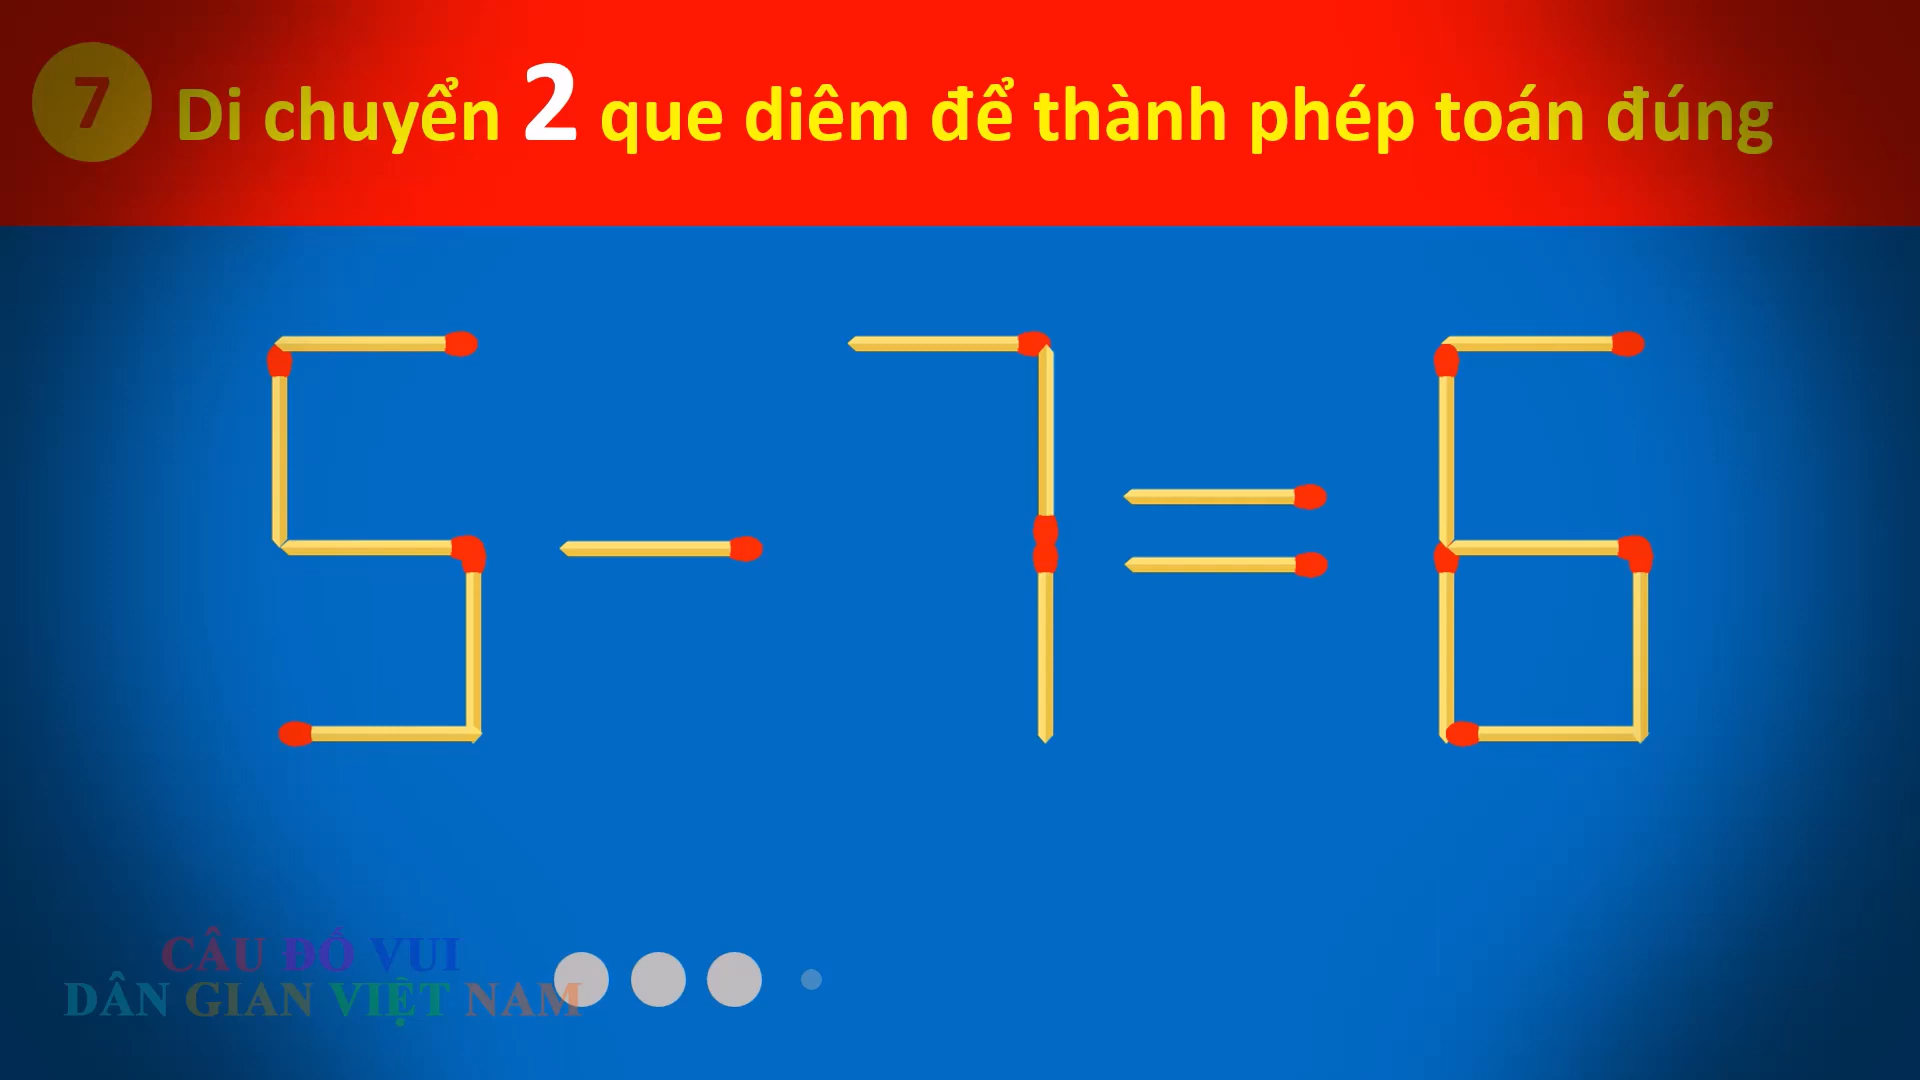 7 Di chuyển 2 que diêm để thành phép toán đúng
5 - 7 = 6
CÂU ĐỐ VUI
DÂN GIAN VIỆT NAM